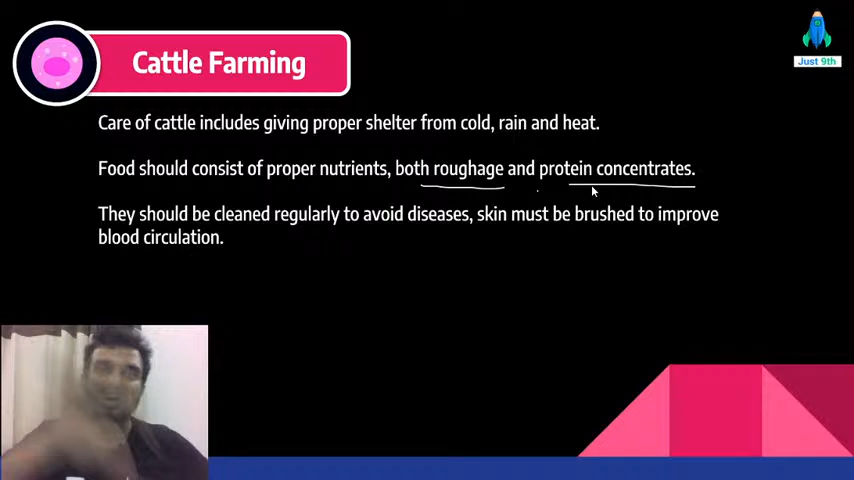 Cattle Farming
Just 9th
Care of cattle includes giving proper shelter from cold, rain and heat.
Food should consist of proper nutrients, both roughage and protein concentrates.
They should be cleaned regularly to avoid diseases, skin must be brushed to improve
blood circulation.